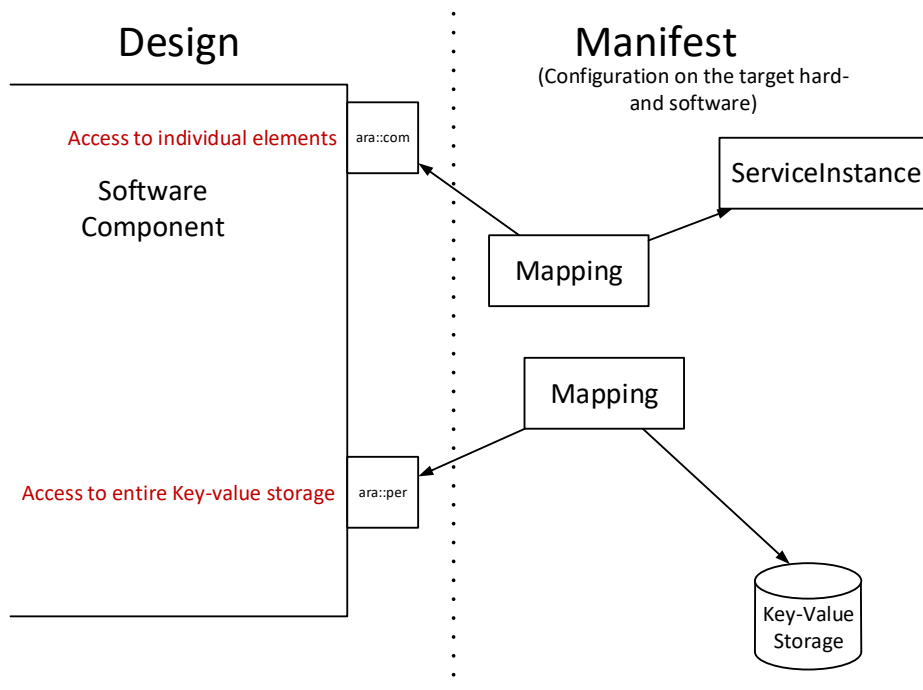 Design
Manifest
(Configuration on the target hard-
and software)
Access to individual elements
ara::com
Software
Component
ServiceInstance
Mapping
Mapping
Access to entire Key-value storage
ara::per
Key-Value
Storage